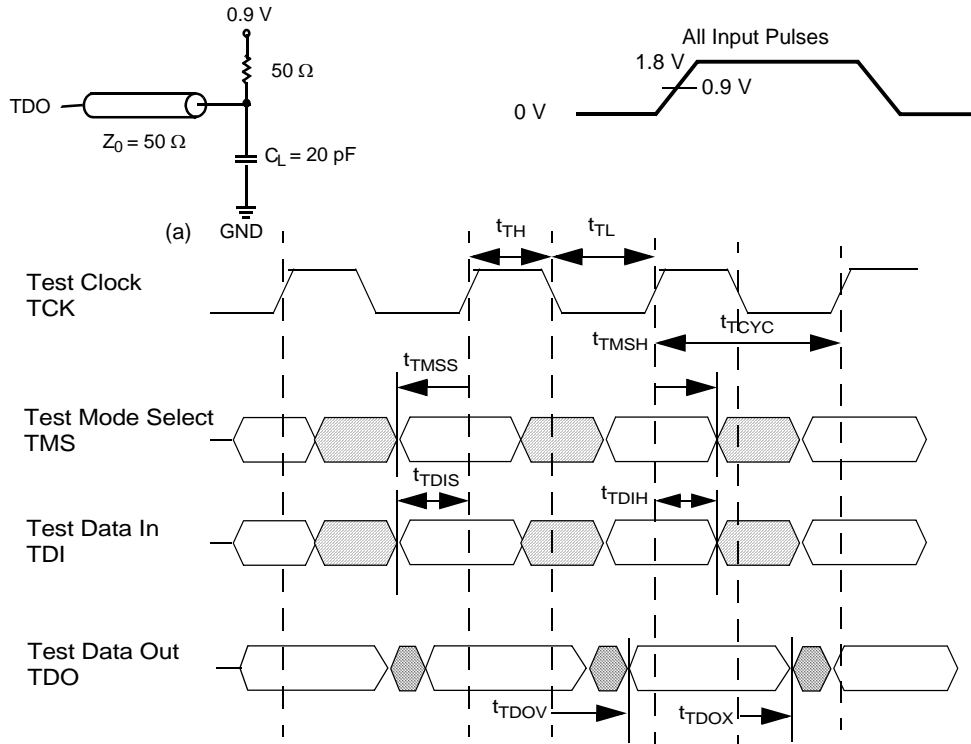 0.9 V
50 Ω
TDO
Z0 = 50 Ω
CL = 20 pF
(a)
GND
All Input Pulses
1.8 V
0.9 V
0 V
tTH
tTL
Test Clock
TCK
tTMSH
tTCYC
tTMSS
Test Mode Select
TMS
tTDIS
tTDIH
Test Data In
TDI
Test Data Out
TDO
tTDOV
tTDOX